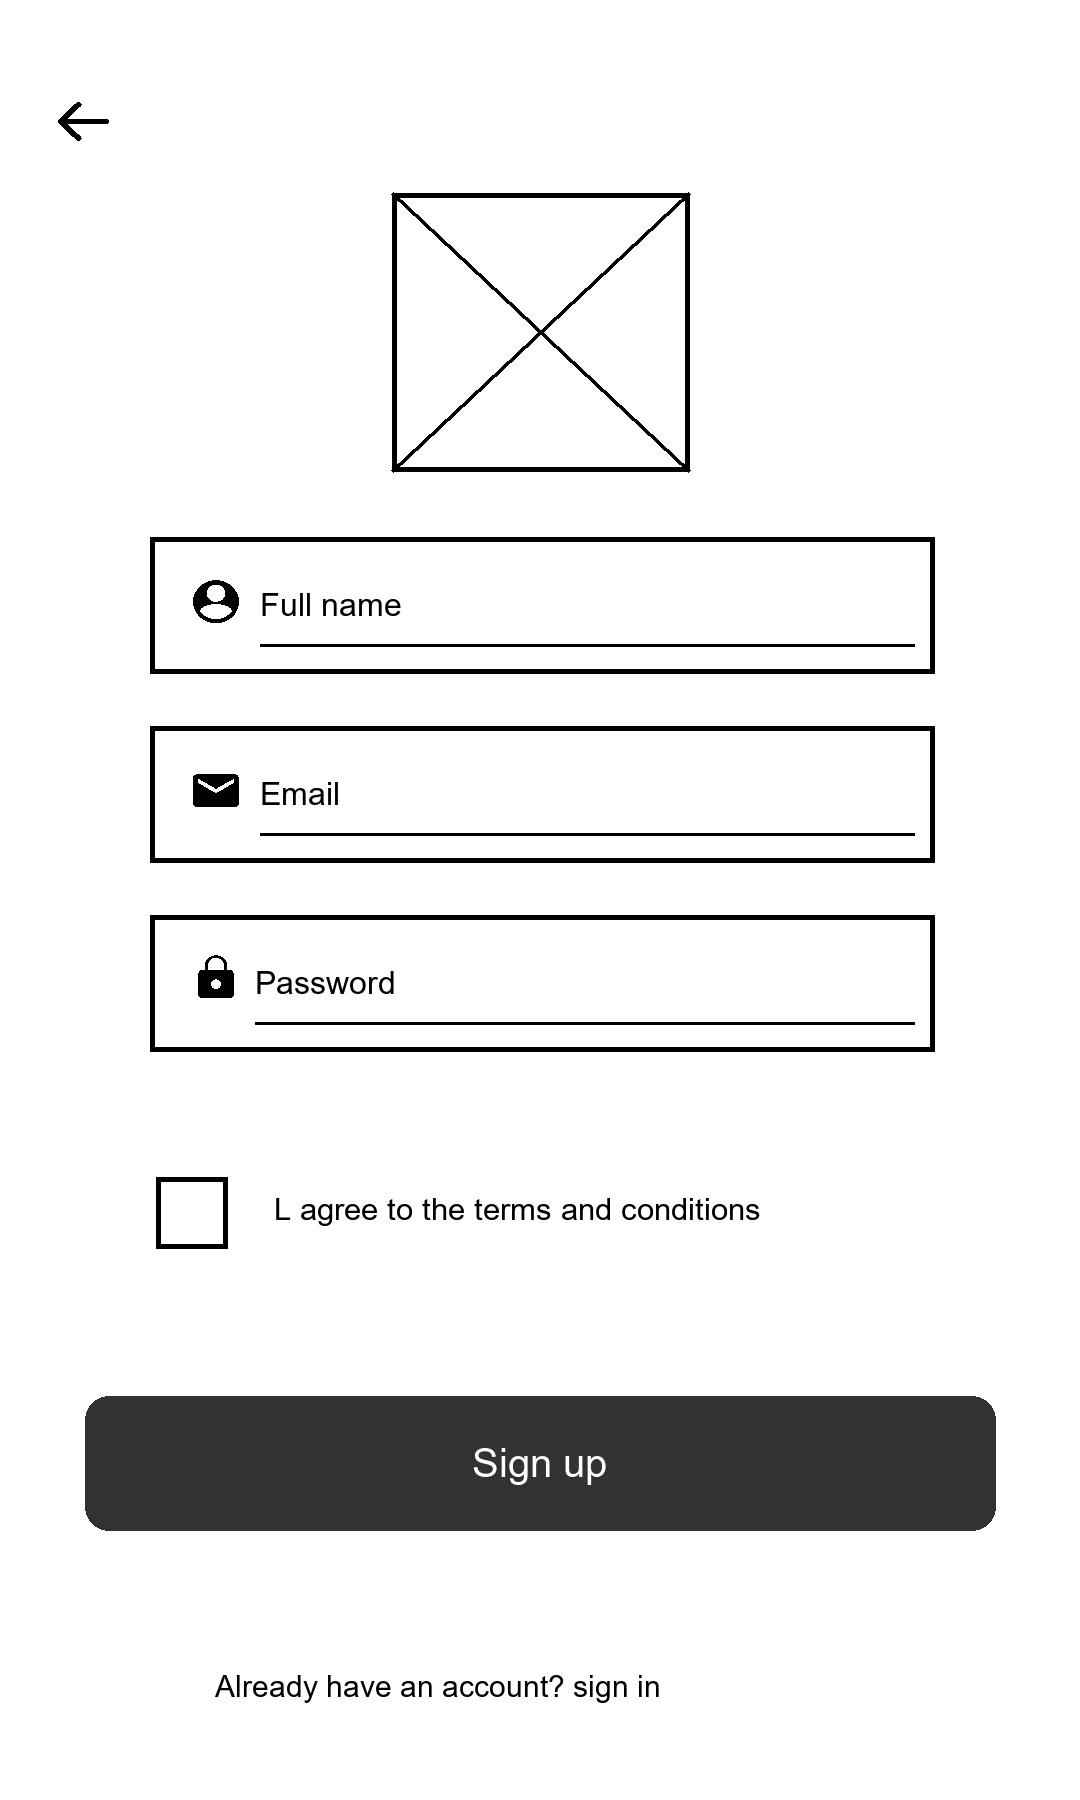 Full name
Email
Password
L agree to the terms and conditions
Sign up
Already have an account? sign in